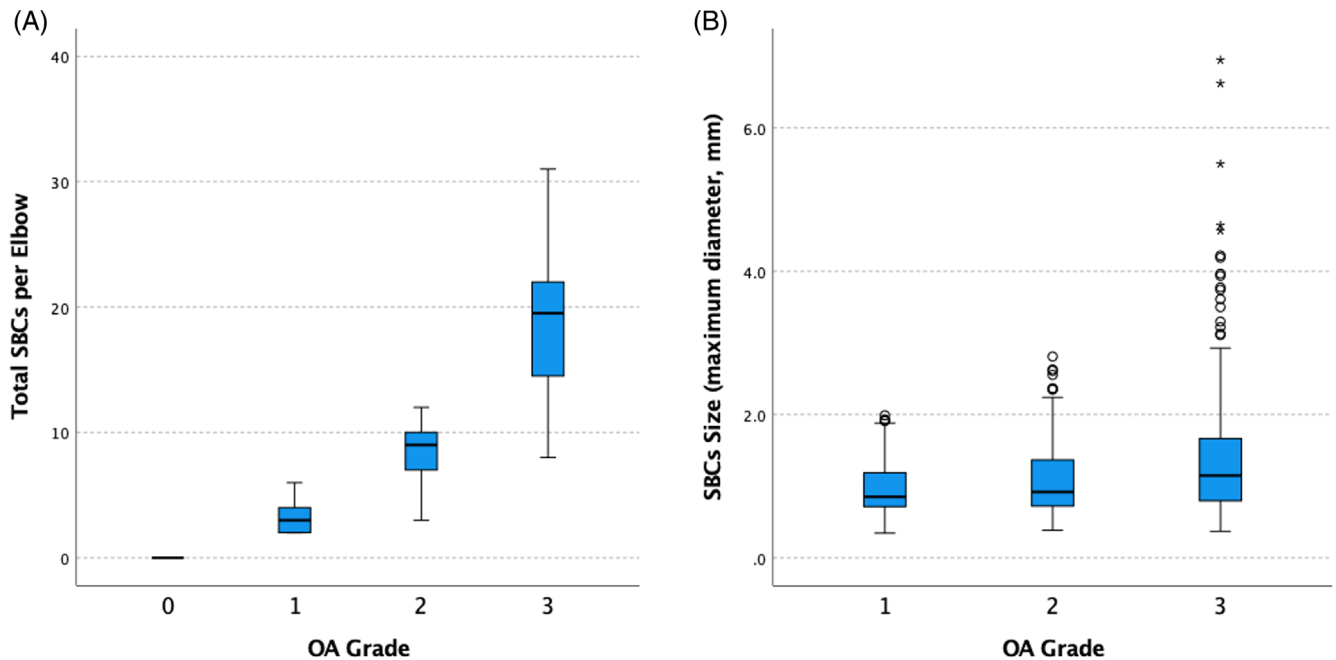 (A)
Total SBCs per Elbow
40
30
20
10
0
0 1 2 3
OA Grade
(B)
SBCs Size (maximum diameter, mm)
6.0
4.0
2.0
.0
1 2 3
OA Grade